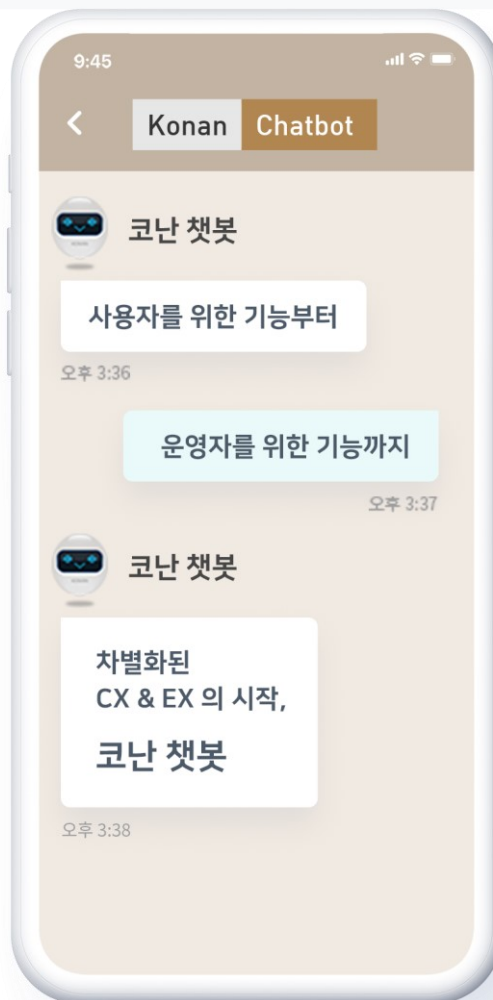 9:45
Konan Chatbot
코난 챗봇
사용자를 위한 기능부터
오후 3:36
운영자를 위한 기능까지
오후 3:37
코난 챗봇
차별화된
CX & EX 의 시작,
코난 챗봇
오후 3:38